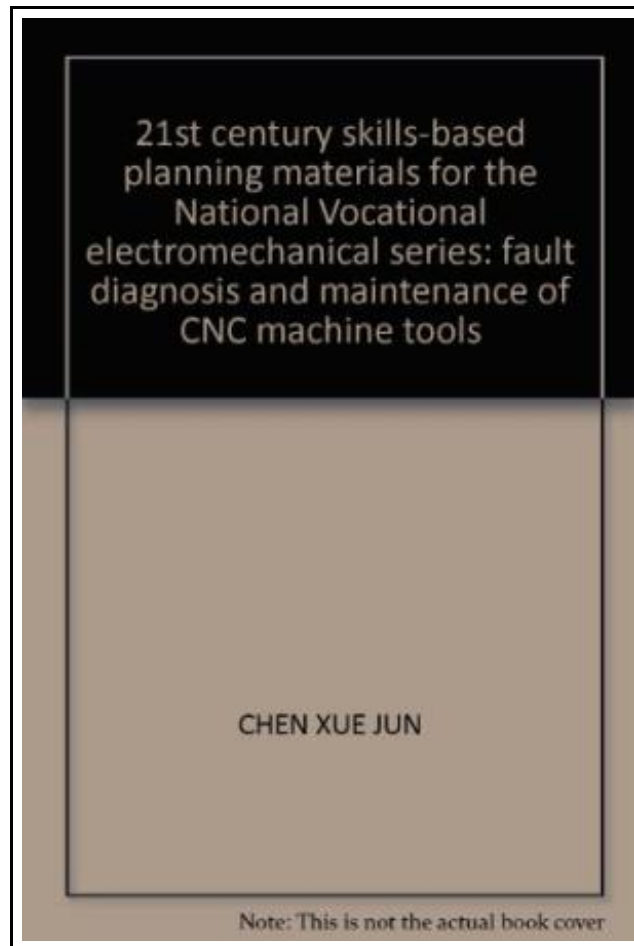 21st century skills-based
planning materials for the
National Vocational
electromechanical series: fault
diagnosis and maintenance of
CNC machine tools
CHEN XUE JUN
Note: This is not the actual book cover